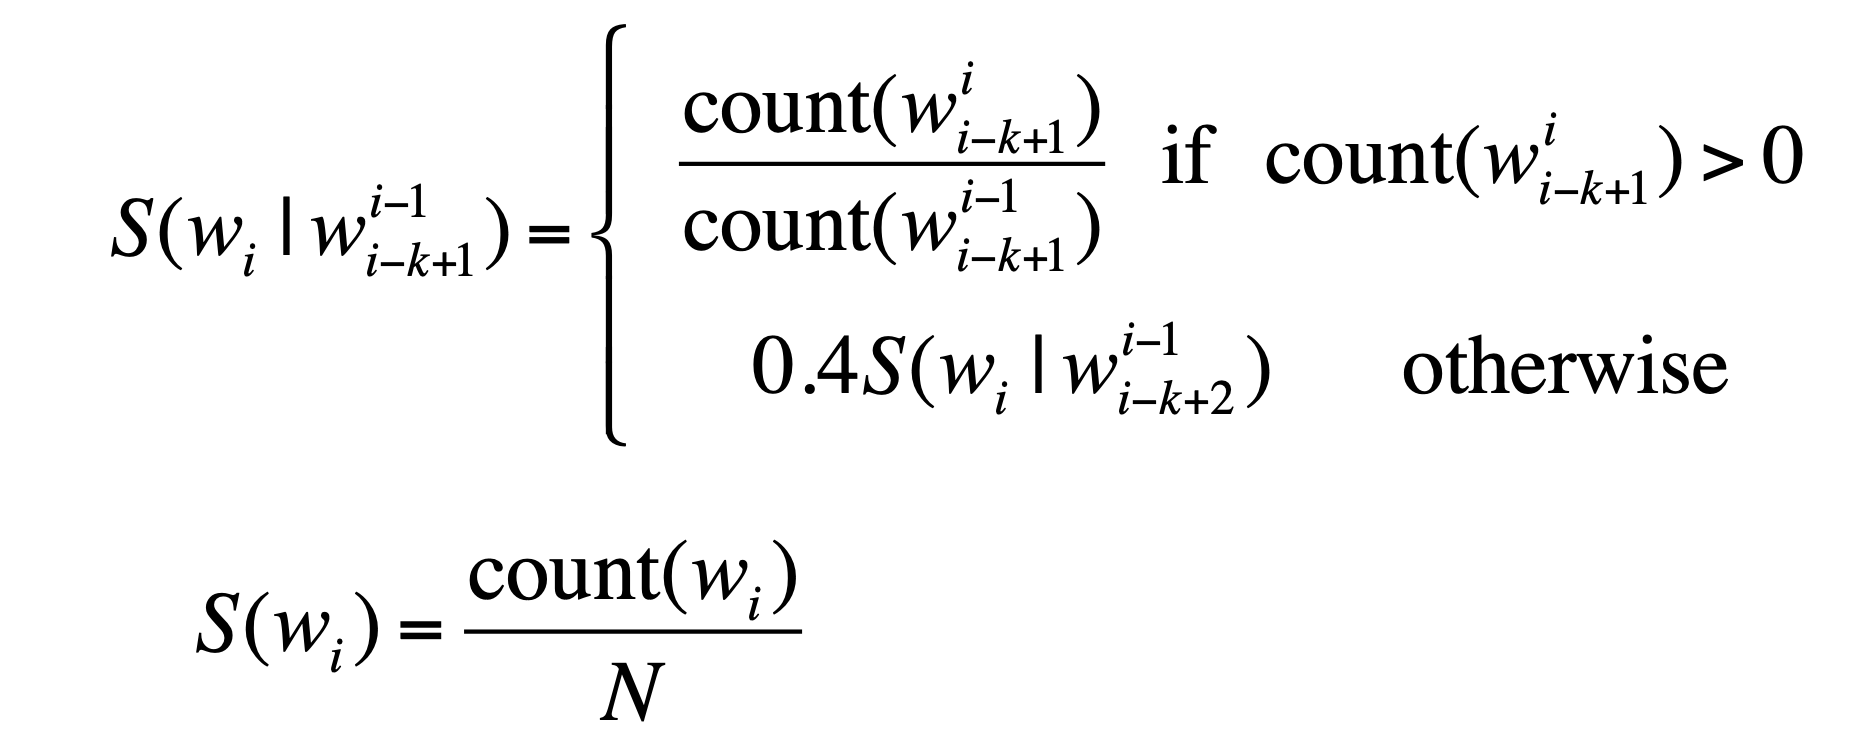 S(w_i | w_{i-k+1}^{i-1}) = { count(w_{i-k+1}^{i}) / count(w_{i-k+1}^{i-1}) if count(w_{i-k+1}^{i}) > 0
0.4S(w_i | w_{i-k+2}^{i-1}) otherwise
S(w_i) = count(w_i) / N